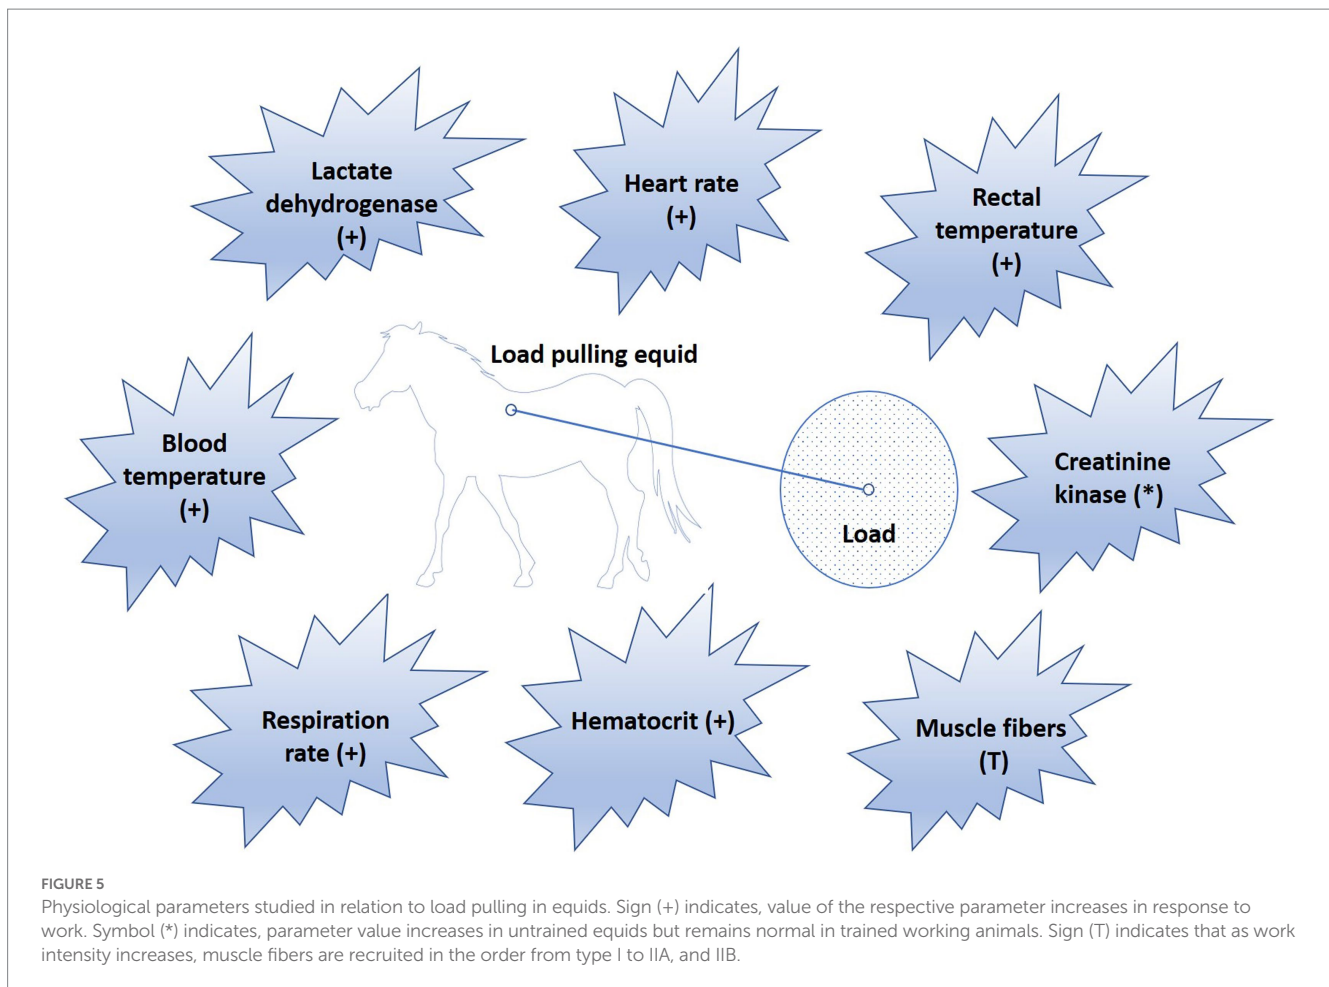 Lactate
dehydrogenase
(+)
Heart rate
(+)
Rectal
temperature
(+)
Load pulling equid
Blood
temperature
(+)
Creatinine
kinase (*)
Load
Respiration
rate (+)
Hematocrit (+)
Muscle fibers
(T)
FIGURE 5
Physiological parameters studied in relation to load pulling in equids. Sign (+) indicates, value of the respective parameter increases in response to
work. Symbol (*) indicates, parameter value increases in untrained equids but remains normal in trained working animals. Sign (T) indicates that as work
intensity increases, muscle fibers are recruited in the order from type I to IIA, and IIB.